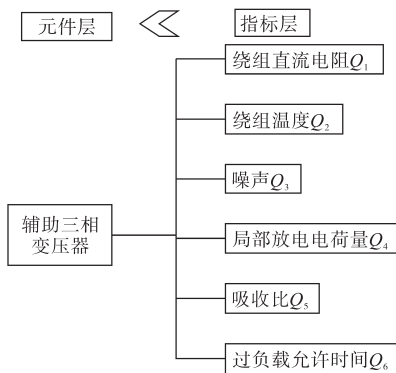 元件层
指标层
绕组直流电阻Q₁
绕组温度Q₂
噪声Q₃
辅助三相
变压器
局部放电电荷量Q₄
吸收比Q₅
过负载允许时间Q₆